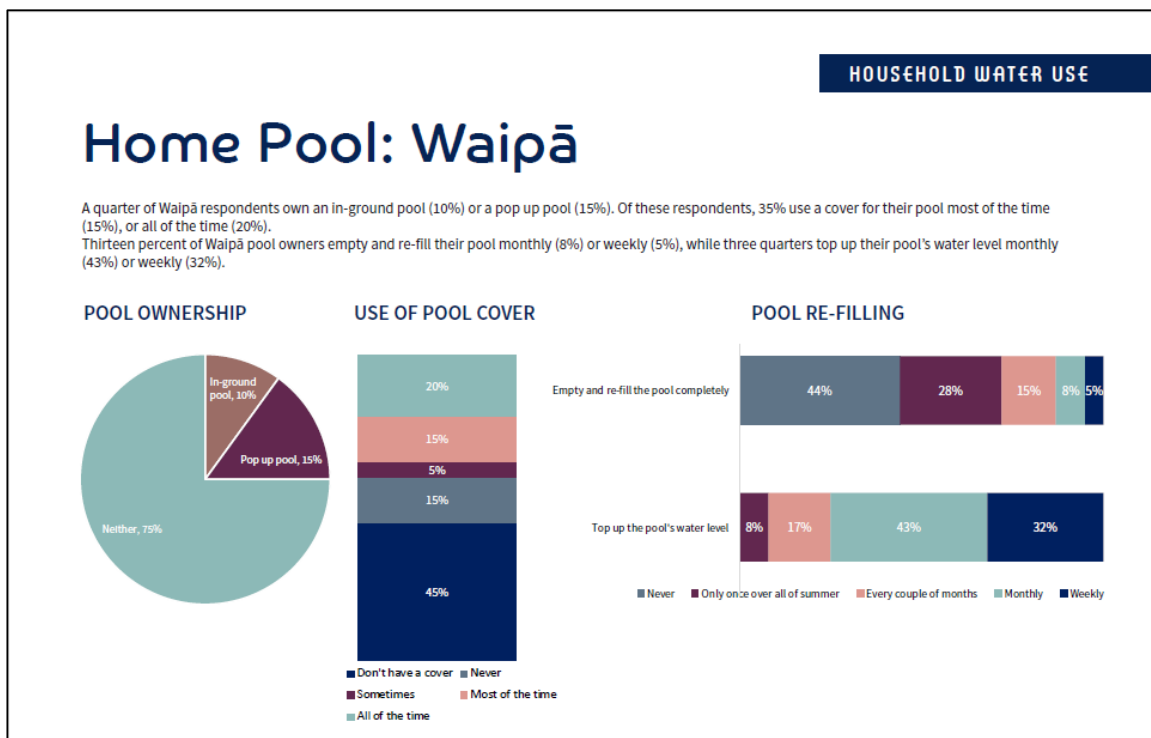 HOUSEHOLD WATER USE
Home Pool: Waipā
A quarter of Waipā respondents own an in-ground pool (10%) or a pop up pool (15%). Of these respondents, 35% use a cover for their pool most of the time
(15%), or all of the time (20%).
Thirteen percent of Waipā pool owners empty and re-fill their pool monthly (8%) or weekly (5%), while three quarters top up their pool's water level monthly
(43%) or weekly (32%).
POOL OWNERSHIP
In-ground
pool, 10%
Pop up pool, 15%
Neither, 75%
USE OF POOL COVER
20%
15%
5%
15%
45%
Don't have a cover Never
Sometimes Most of the time
All of the time
POOL RE-FILLING
Empty and re-fill the pool completely 44% 28% 15% 8% 5%
Top up the pool's water level 8% 17% 43% 32%
Never Only once over all of summer Every couple of months Monthly Weekly